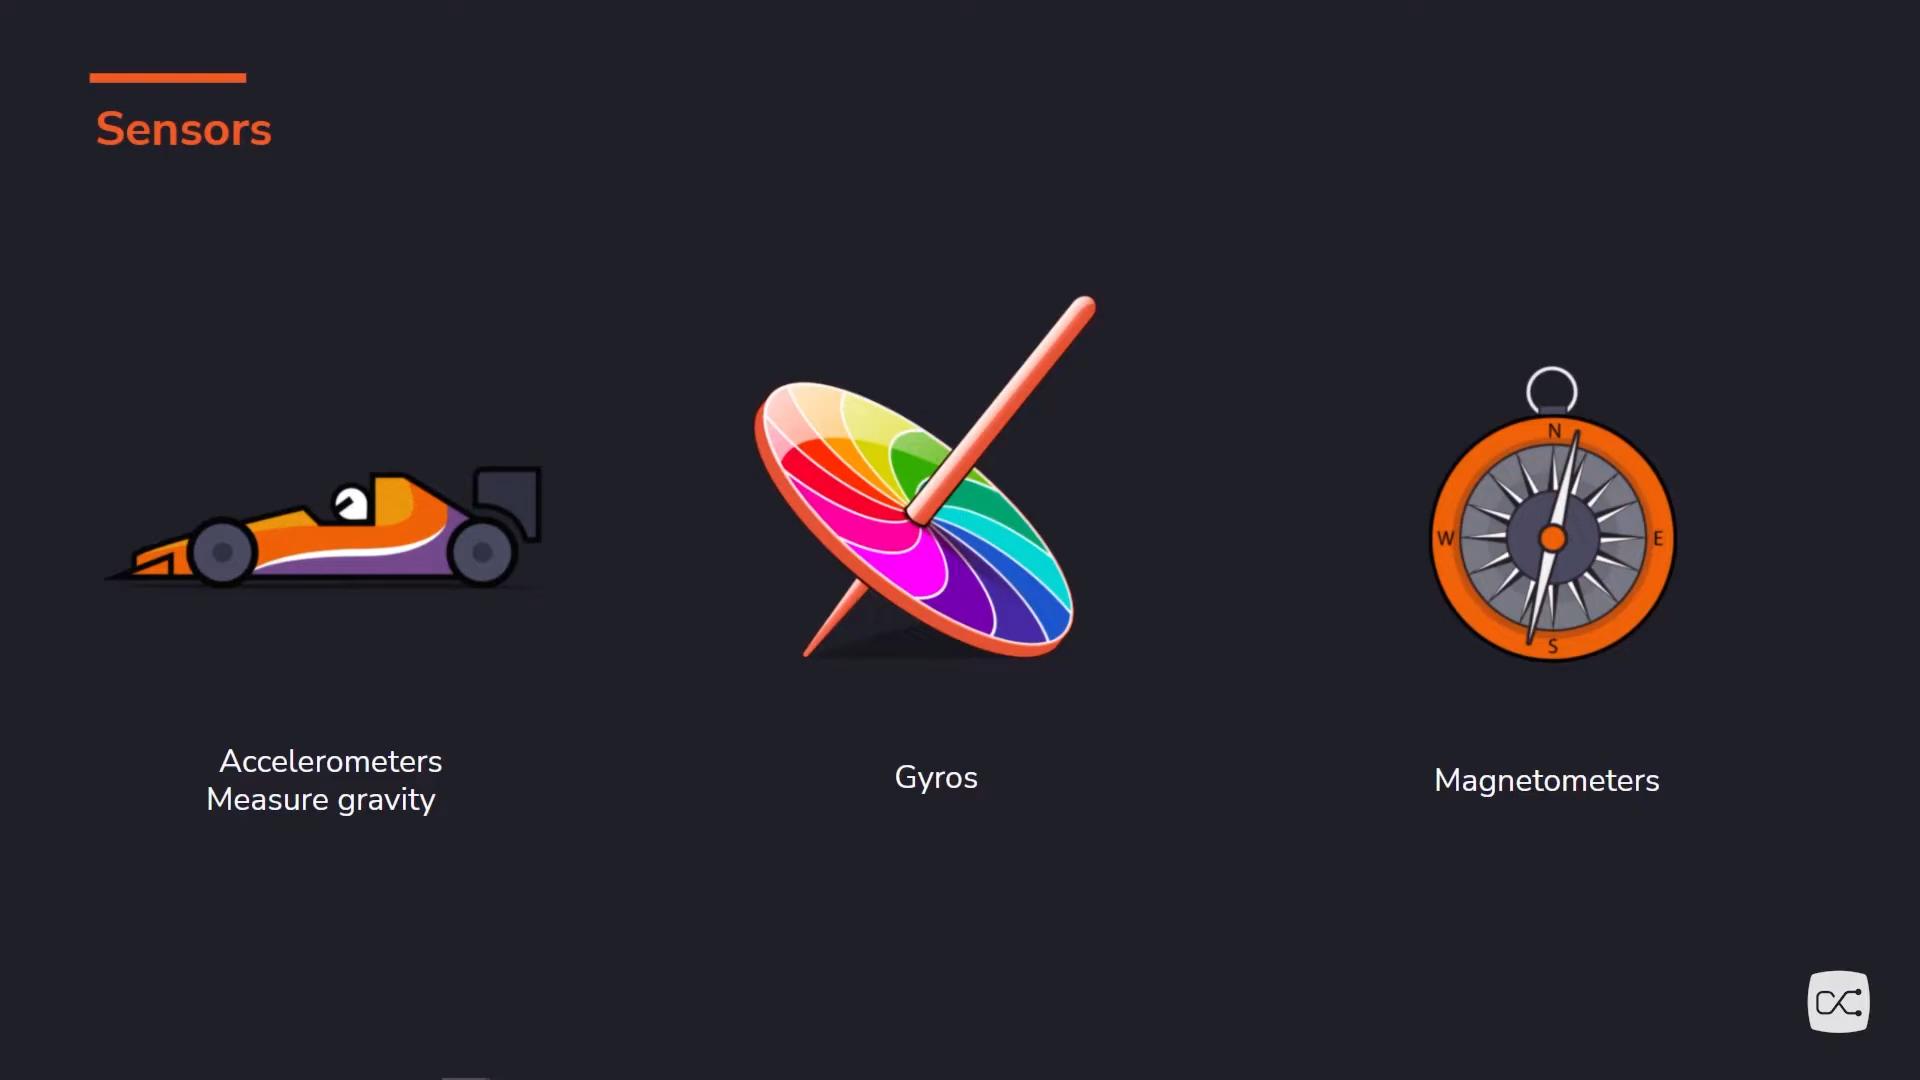 Sensors
N
W
E
S
Accelerometers
Measure gravity
Gyros
Magnetometers